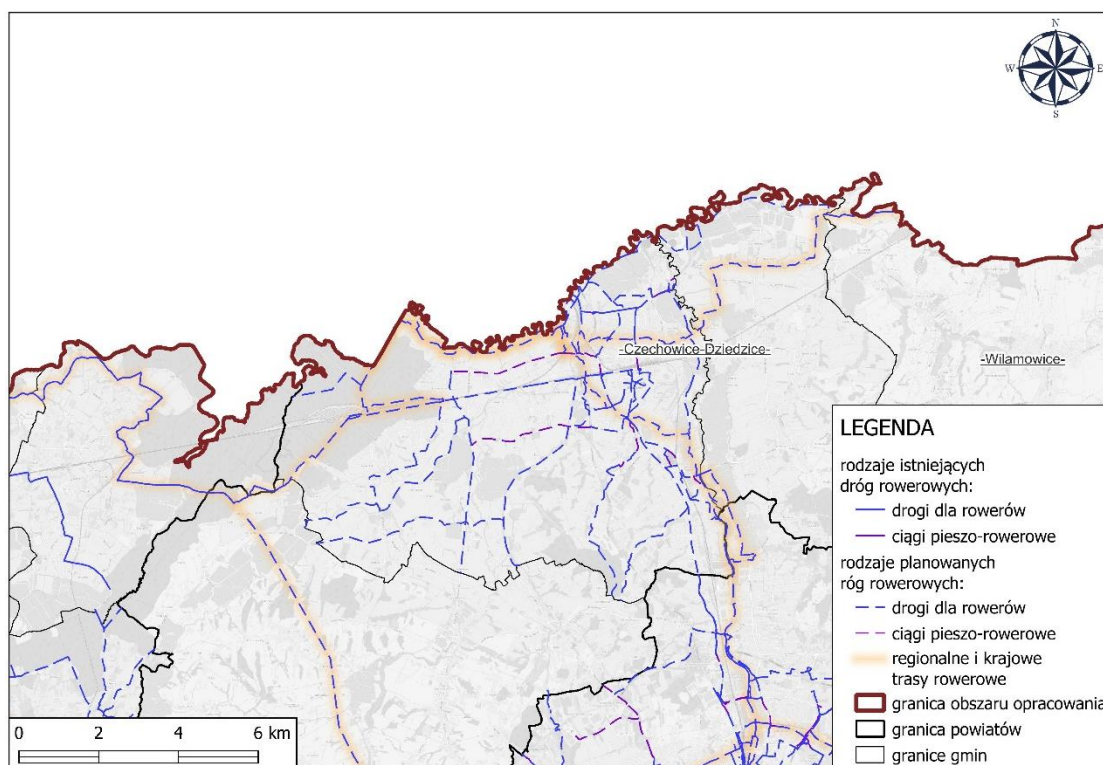 N
W
E
S
-Czechowice-Dziedzice-
-Wilamowice-
LEGENDA
rodzaje istniejących
dróg rowerowych:
drogi dla rowerów
ciągi pieszo-rowerowe
rodzaje planowanych
róg rowerowych:
drogi dla rowerów
ciągi pieszo-rowerowe
regionalne i krajowe
trasy rowerowe
granica obszaru opracowania
granica powiatów
granice gmin
0 2 4 6 km